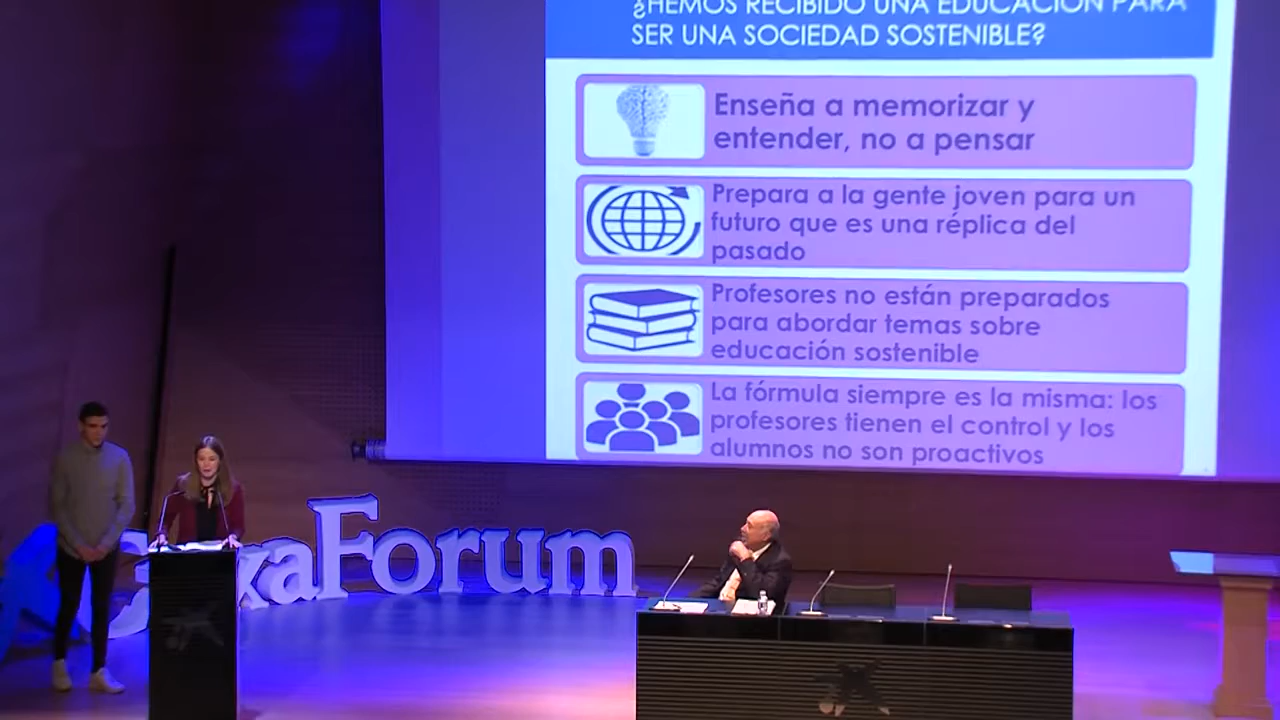 ¿HEMOS RECIBIDO UNA EDUCACIÓN PARA
SER UNA SOCIEDAD SOSTENIBLE?
Enseña a memorizar y
entender, no a pensar
Prepara a la gente joven para un
futuro que es una réplica del
pasado
Profesores no están preparados
para abordar temas sobre
educación sostenible
La fórmula siempre es la misma: los
profesores tienen el control y los
alumnos no son proactivos
CaixaForum